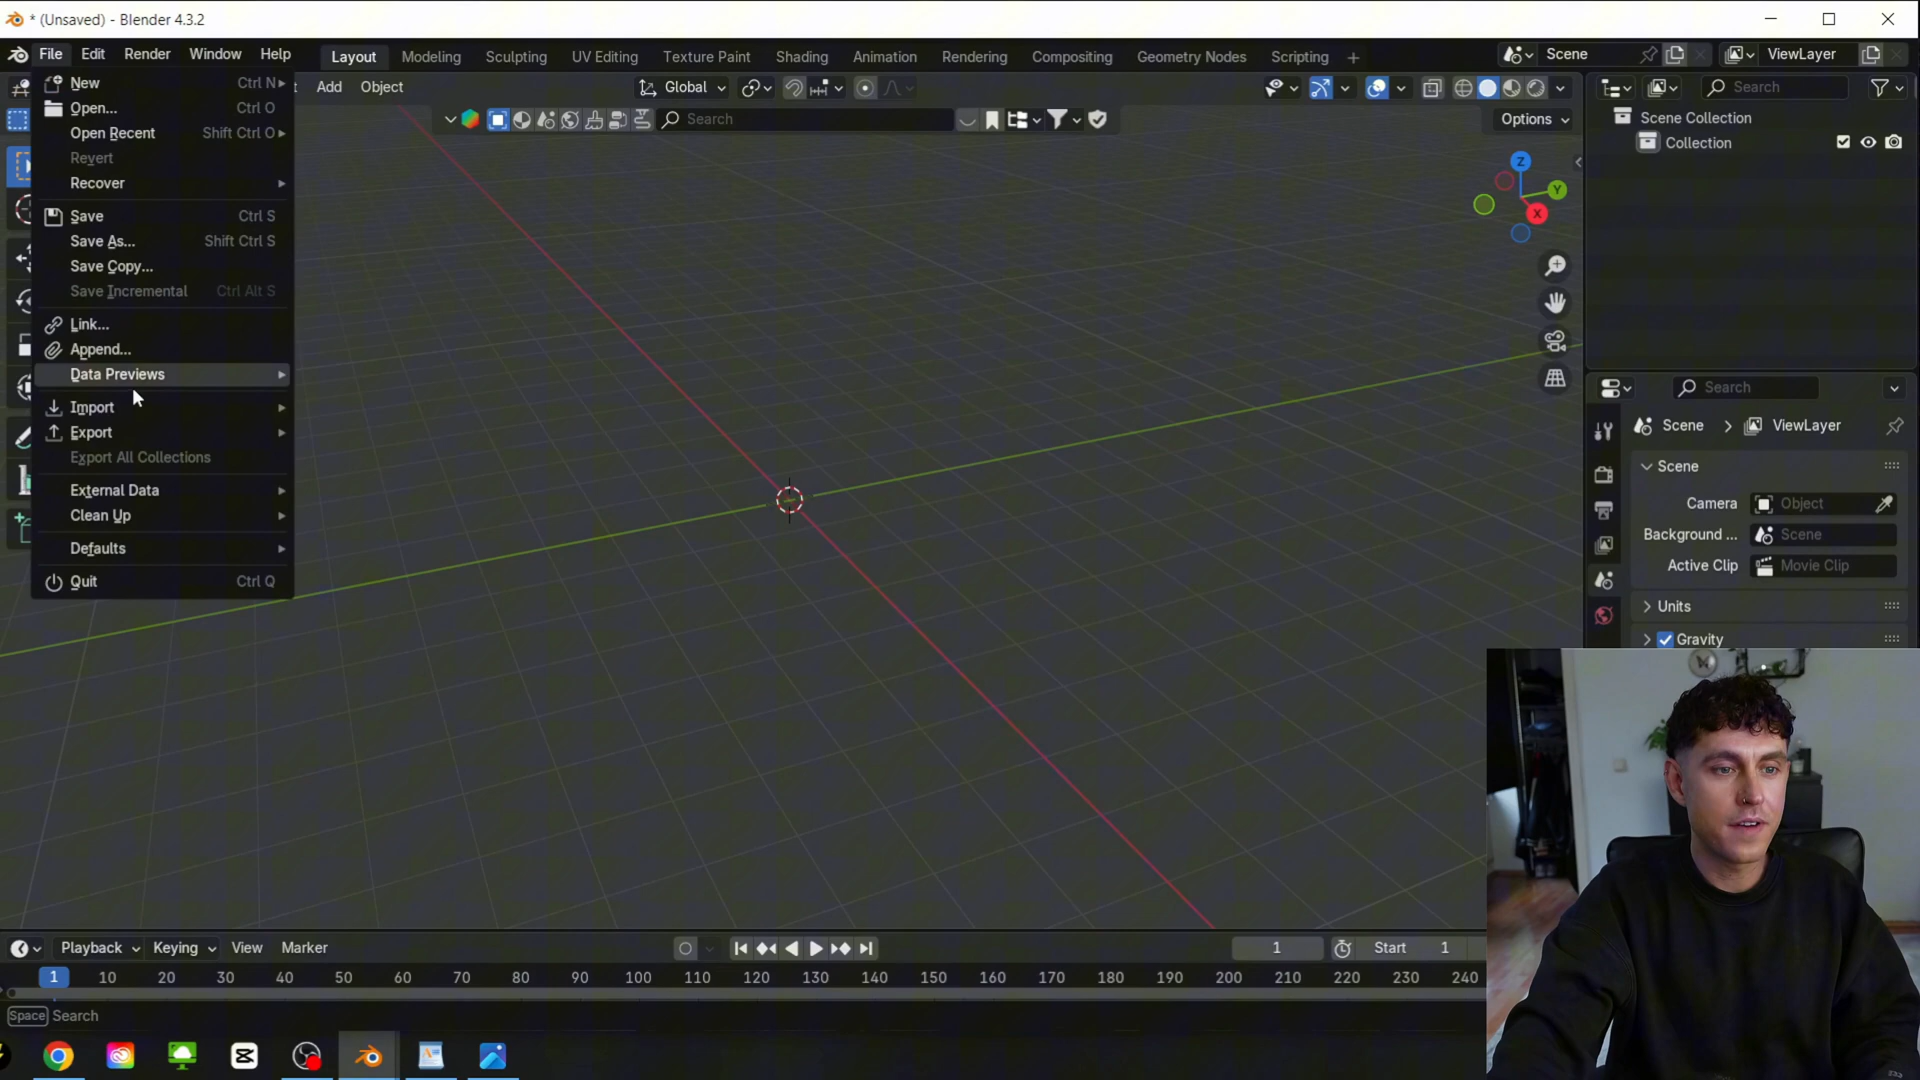 * (Unsaved) - Blender 4.3.2
File Edit Render Window Help Layout Modeling Sculpting UV Editing Texture Paint Shading Animation Rendering Compositing Geometry Nodes Scripting + Scene ViewLayer
Add Object Global Search
Search Options
New Ctrl N
Open... Ctrl O
Open Recent Shift Ctrl O
Revert
Recover
Save Ctrl S
Save As... Shift Ctrl S
Save Copy...
Save Incremental Ctrl Alt S
Link...
Append...
Data Previews
Import
Export
Export All Collections
External Data
Clean Up
Defaults
Quit Ctrl Q
Z
Y
X
Scene Collection
Collection
Search
Scene > ViewLayer
Scene
Camera Object
Background ... Scene
Active Clip Movie Clip
Units
Gravity
Playback Keying View Marker 1 Start 1
1 10 20 30 40 50 60 70 80 90 100 110 120 130 140 150 160 170 180 190 200 210 220 230 240
Space Search